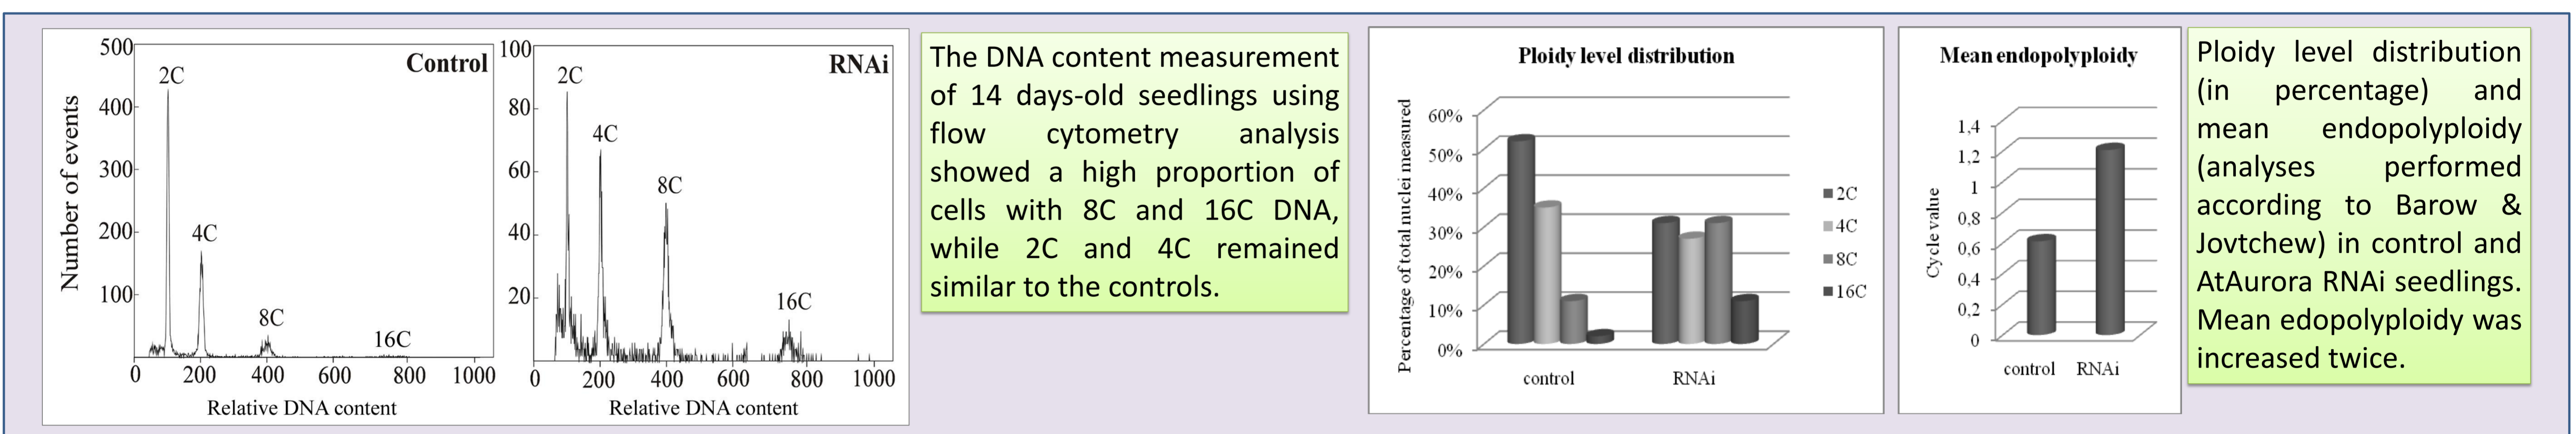 Control
500
400
300
200
100
2C
4C
8C
16C
Number of events
0 200 400 600 800 1000
Relative DNA content
RNAi
100
80
60
40
20
2C
4C
8C
16C
0 200 400 600 800 1000
Relative DNA content
The DNA content measurement
of 14 days-old seedlings using
flow cytometry analysis
showed a high proportion of
cells with 8C and 16C DNA,
while 2C and 4C remained
similar to the controls.
Ploidy level distribution
Percentage of total nuclei measured
60%
50%
40%
30%
20%
10%
0%
control RNAi
2C
4C
8C
16C
Mean endopolyploidy
Cycle value
1,4
1,2
1
0,8
0,6
0,4
0,2
0
control RNAi
Ploidy level distribution
(in percentage) and
mean endopolyploidy
(analyses performed
according to Barow &
Jovtchew) in control and
AtAurora RNAi seedlings.
Mean edopolyploidy was
increased twice.